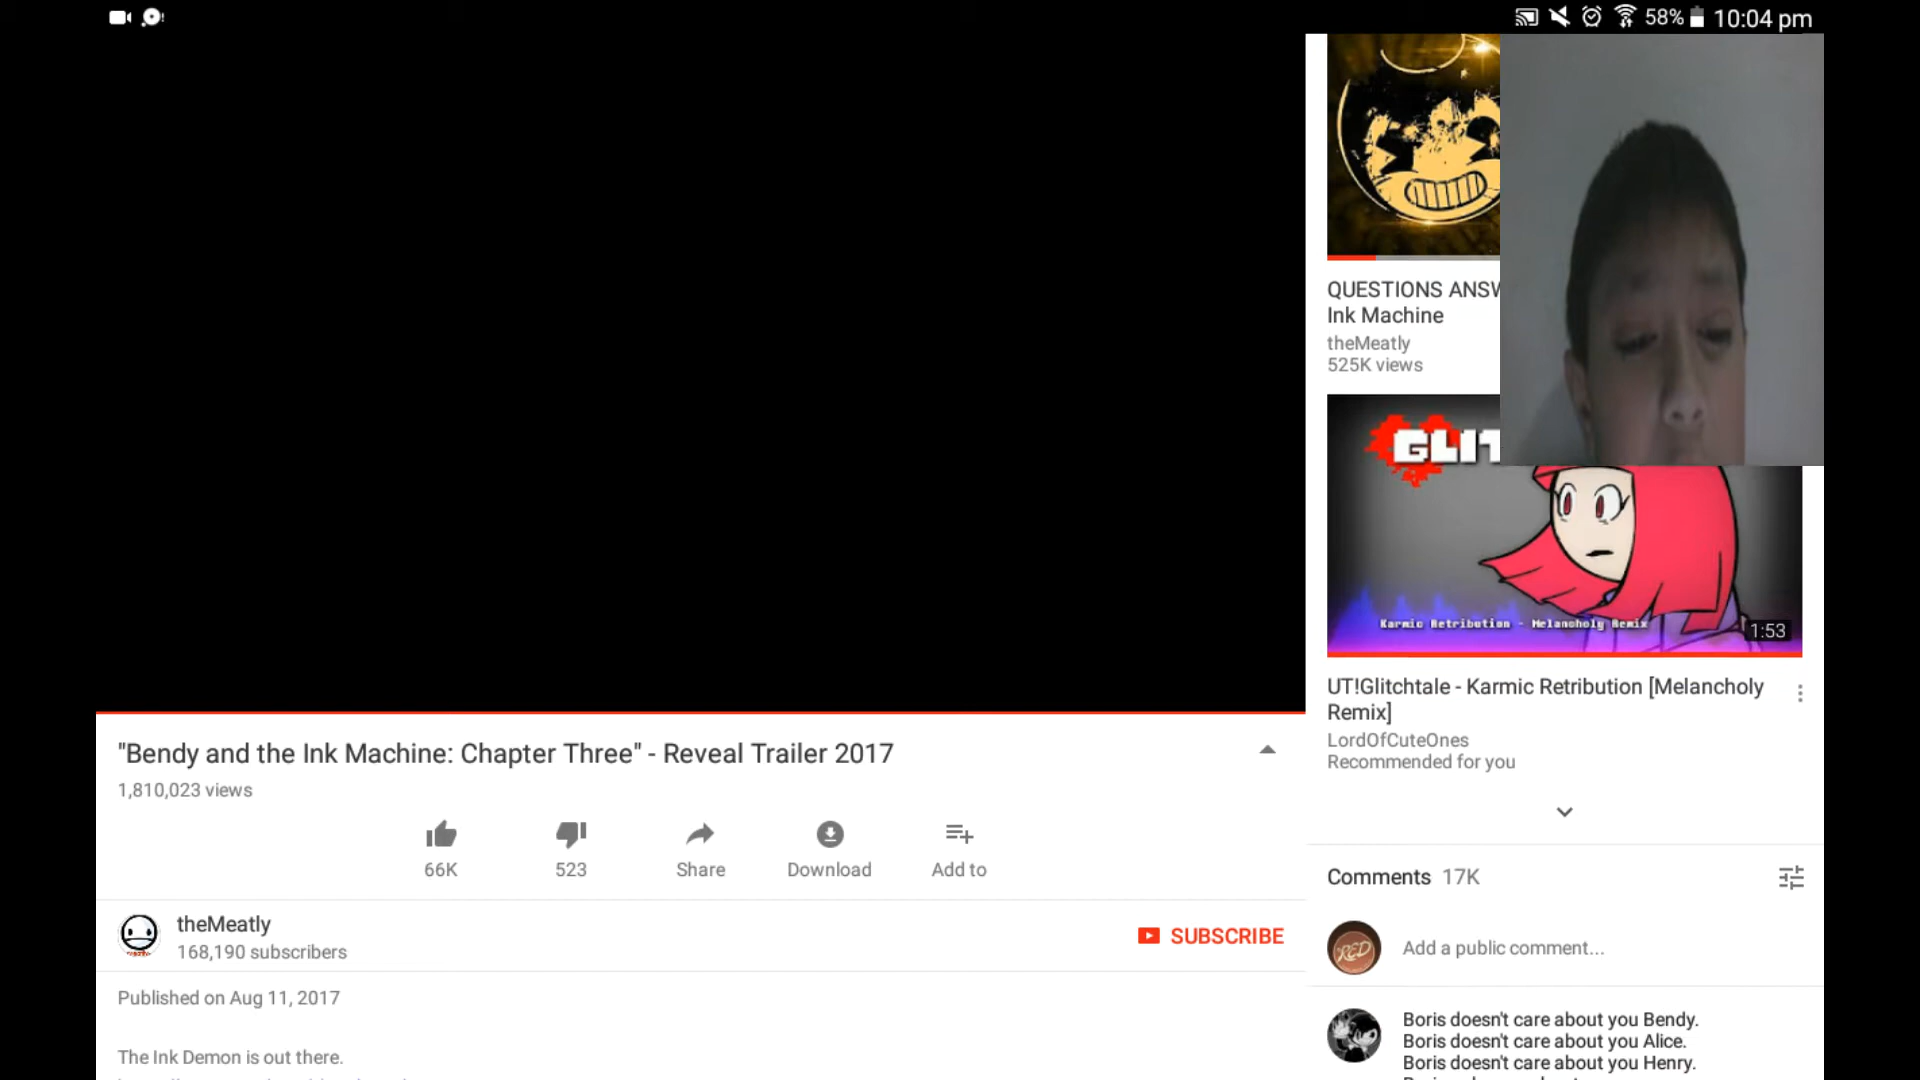 58% 10:04 pm
QUESTIONS ANSW
Ink Machine
theMeatly
525K views
GLIT
Karmic Retribution - Melancholy Remix
1:53
UT!Glitchtale - Karmic Retribution [Melancholy
Remix]
LordOfCuteOnes
Recommended for you
"Bendy and the Ink Machine: Chapter Three" - Reveal Trailer 2017
1,810,023 views
66K
523
Share
Download
Add to
theMeatly
168,190 subscribers
SUBSCRIBE
Published on Aug 11, 2017
The Ink Demon is out there.
Comments 17K
RED
Add a public comment...
Boris doesn't care about you Bendy.
Boris doesn't care about you Alice.
Boris doesn't care about you Henry.